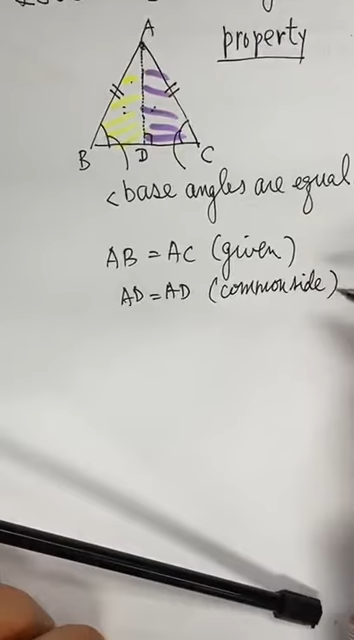 property
A
B
D
C
<base angles are equal
AB = AC (given)
AD = AD (common side)